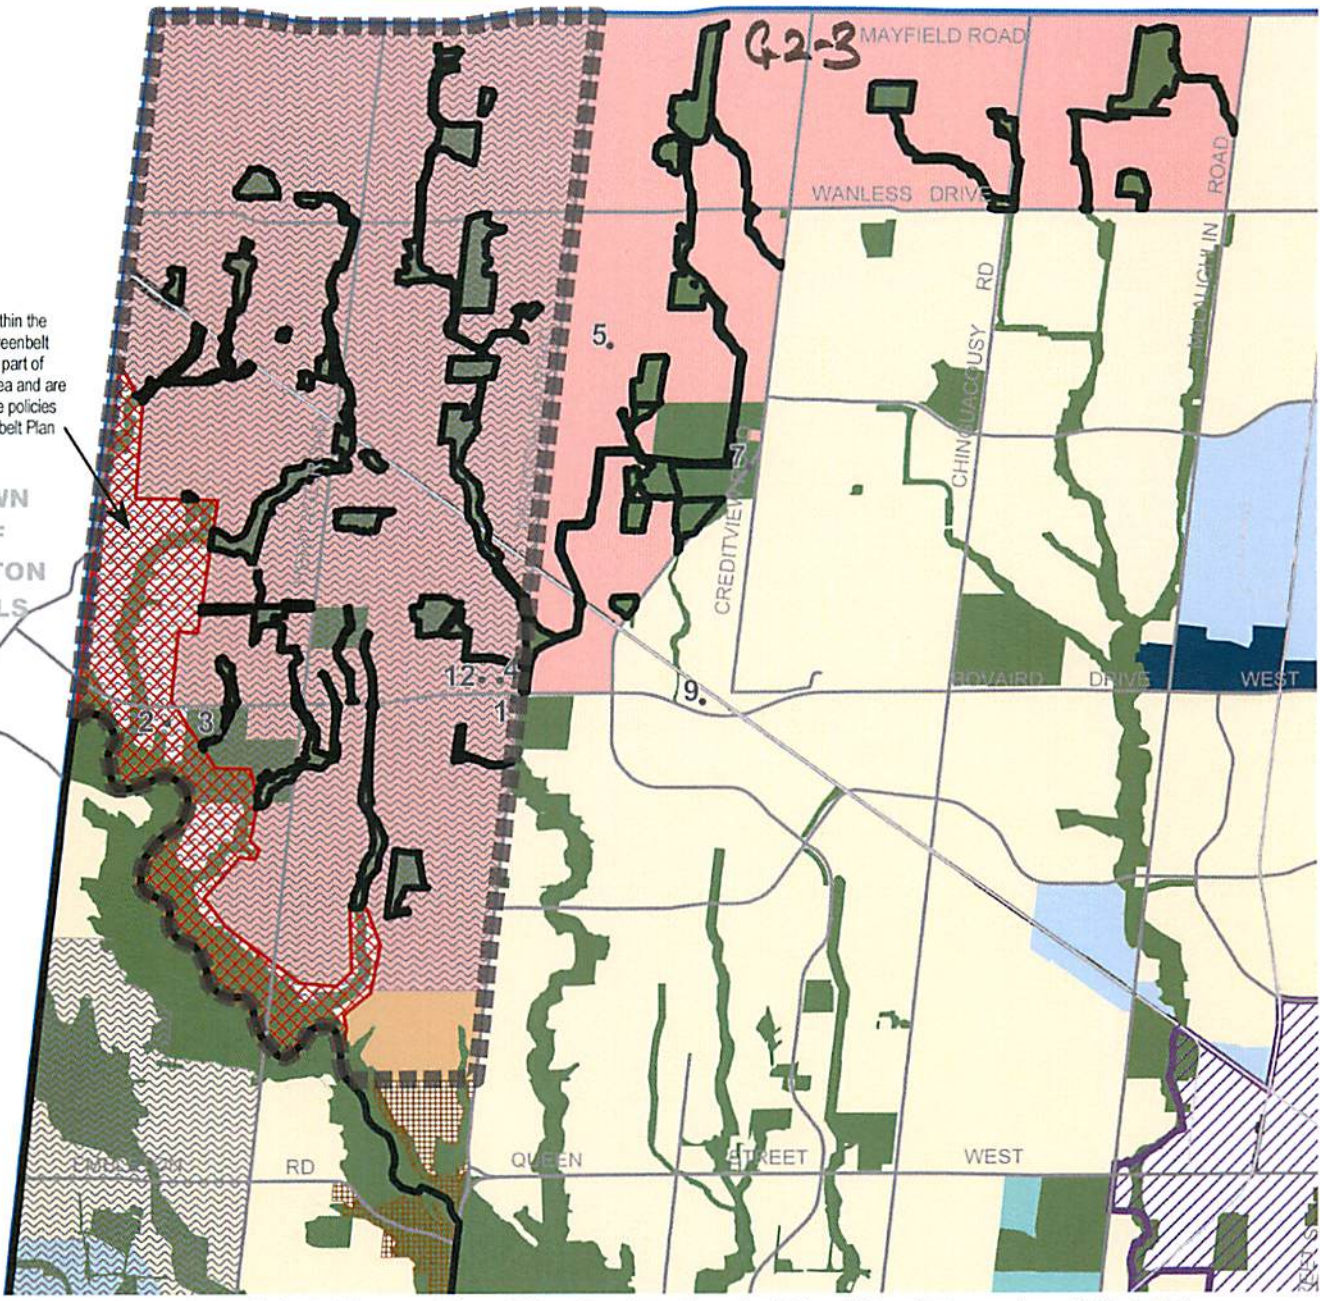 G2-3
MAYFIELD ROAD
WANLESS DRIVE
ROAD
McLAUGHLIN
RD
CHINGUACOUSY
CREDITVIEW
thin the
eenbelt
part of
ea and are
e policies
belt Plan
WN
F
TON
LS
5.
7
12.
4
1
9.
2
3
BOVAIRD DRIVE WEST
RD
QUEEN STREET WEST